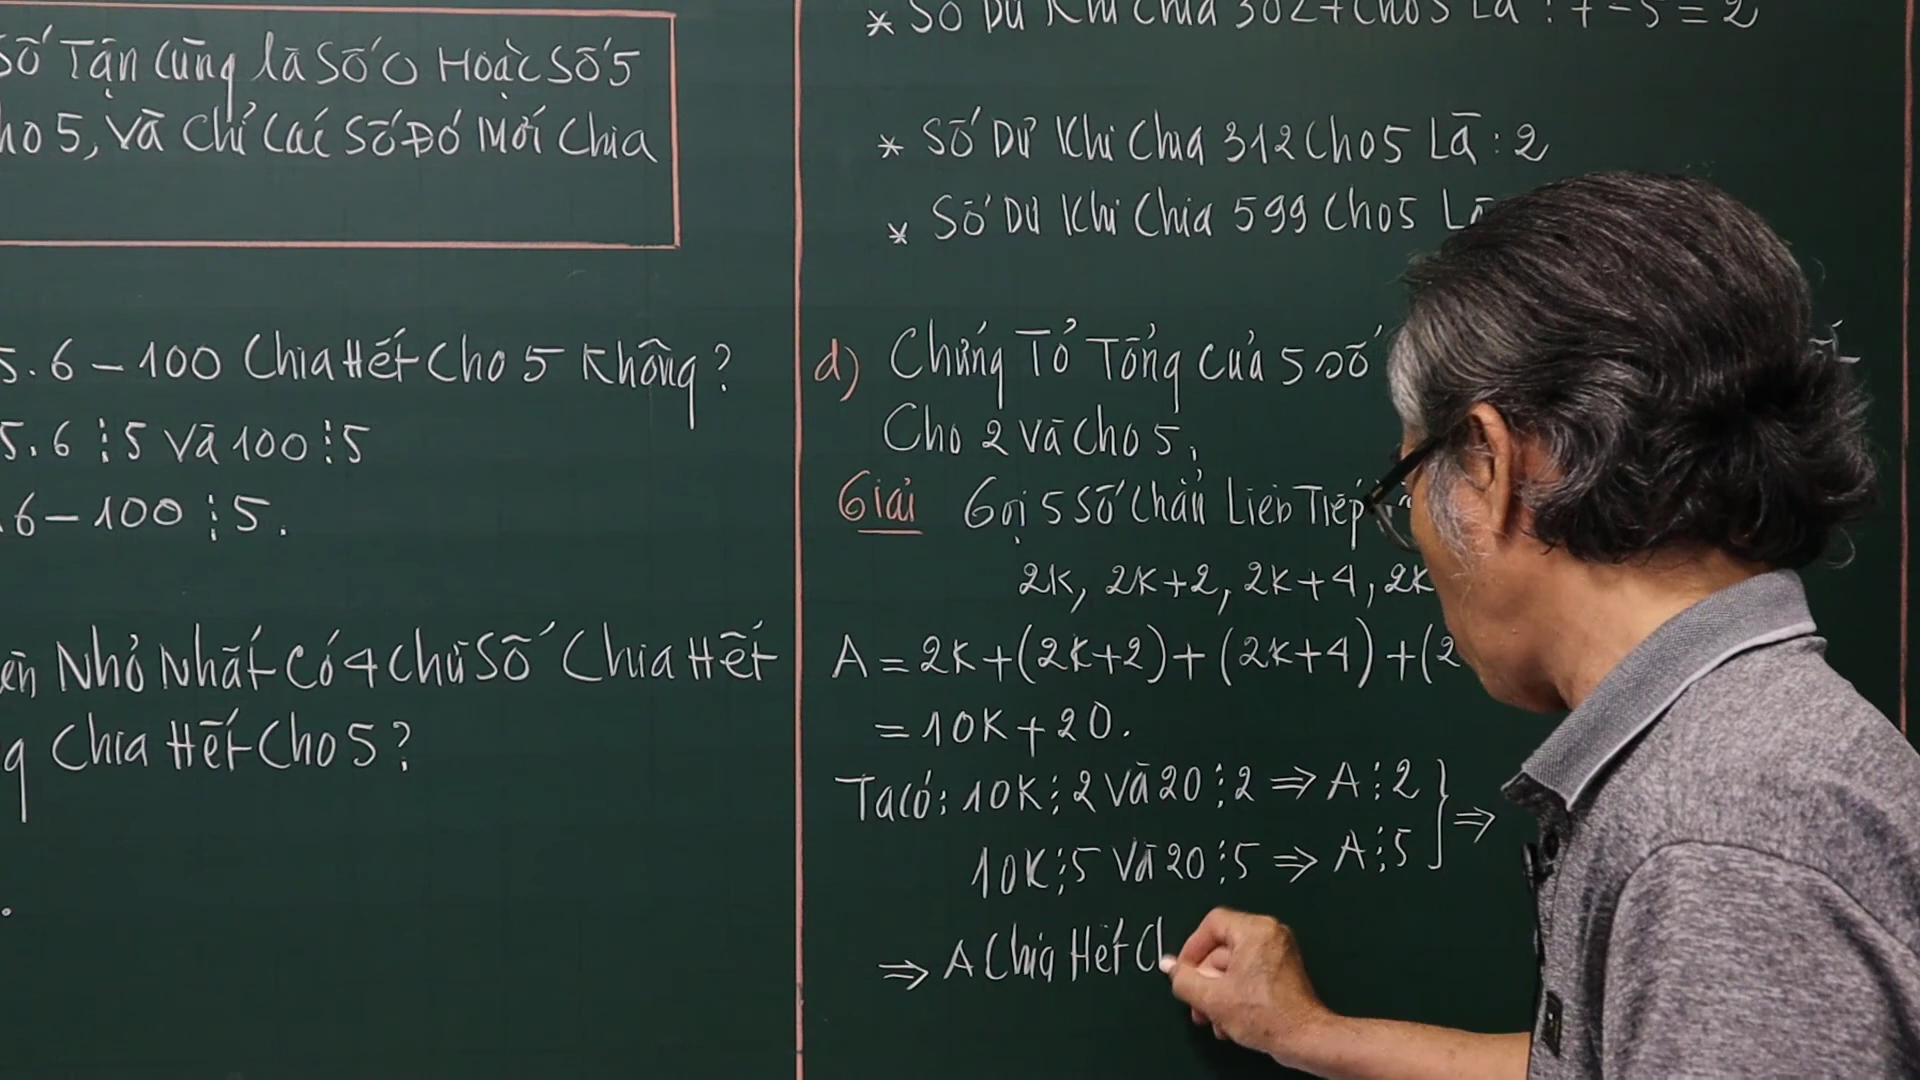 Số Tận Cùng là Số 0 Hoặc Số 5
cho 5, Và Chỉ Các Số Đó Mới Chia
5.6 – 100 Chia Hết Cho 5 Không?
5.6 ⋮ 5 Và 100 ⋮ 5
.6 – 100 ⋮ 5.
Nhỏ Nhất Có 4 Chữ Số Chia Hết
Chia Hết Cho 5?
* Số Dư Khi Chia Cho 5 Là : 7 – 5 = 2
* Số Dư Khi Chia 312 Cho 5 Là : 2
* Số Dư Khi Chia 599 Cho 5 Là
d) Chứng Tỏ Tổng Của 5 Số
Cho 2 Và Cho 5.
Giải Gọi 5 Số Chẵn Liên Tiếp
2K, 2K+2, 2K+4, 2K
A = 2K + (2K+2) + (2K+4) + (2
= 10K + 20.
Ta có: 10K ⋮ 2 Và 20 ⋮ 2 ⇒ A ⋮ 2 } ⇒
10K ⋮ 5 Và 20 ⋮ 5 ⇒ A ⋮ 5
⇒ A Chia Hết Ch